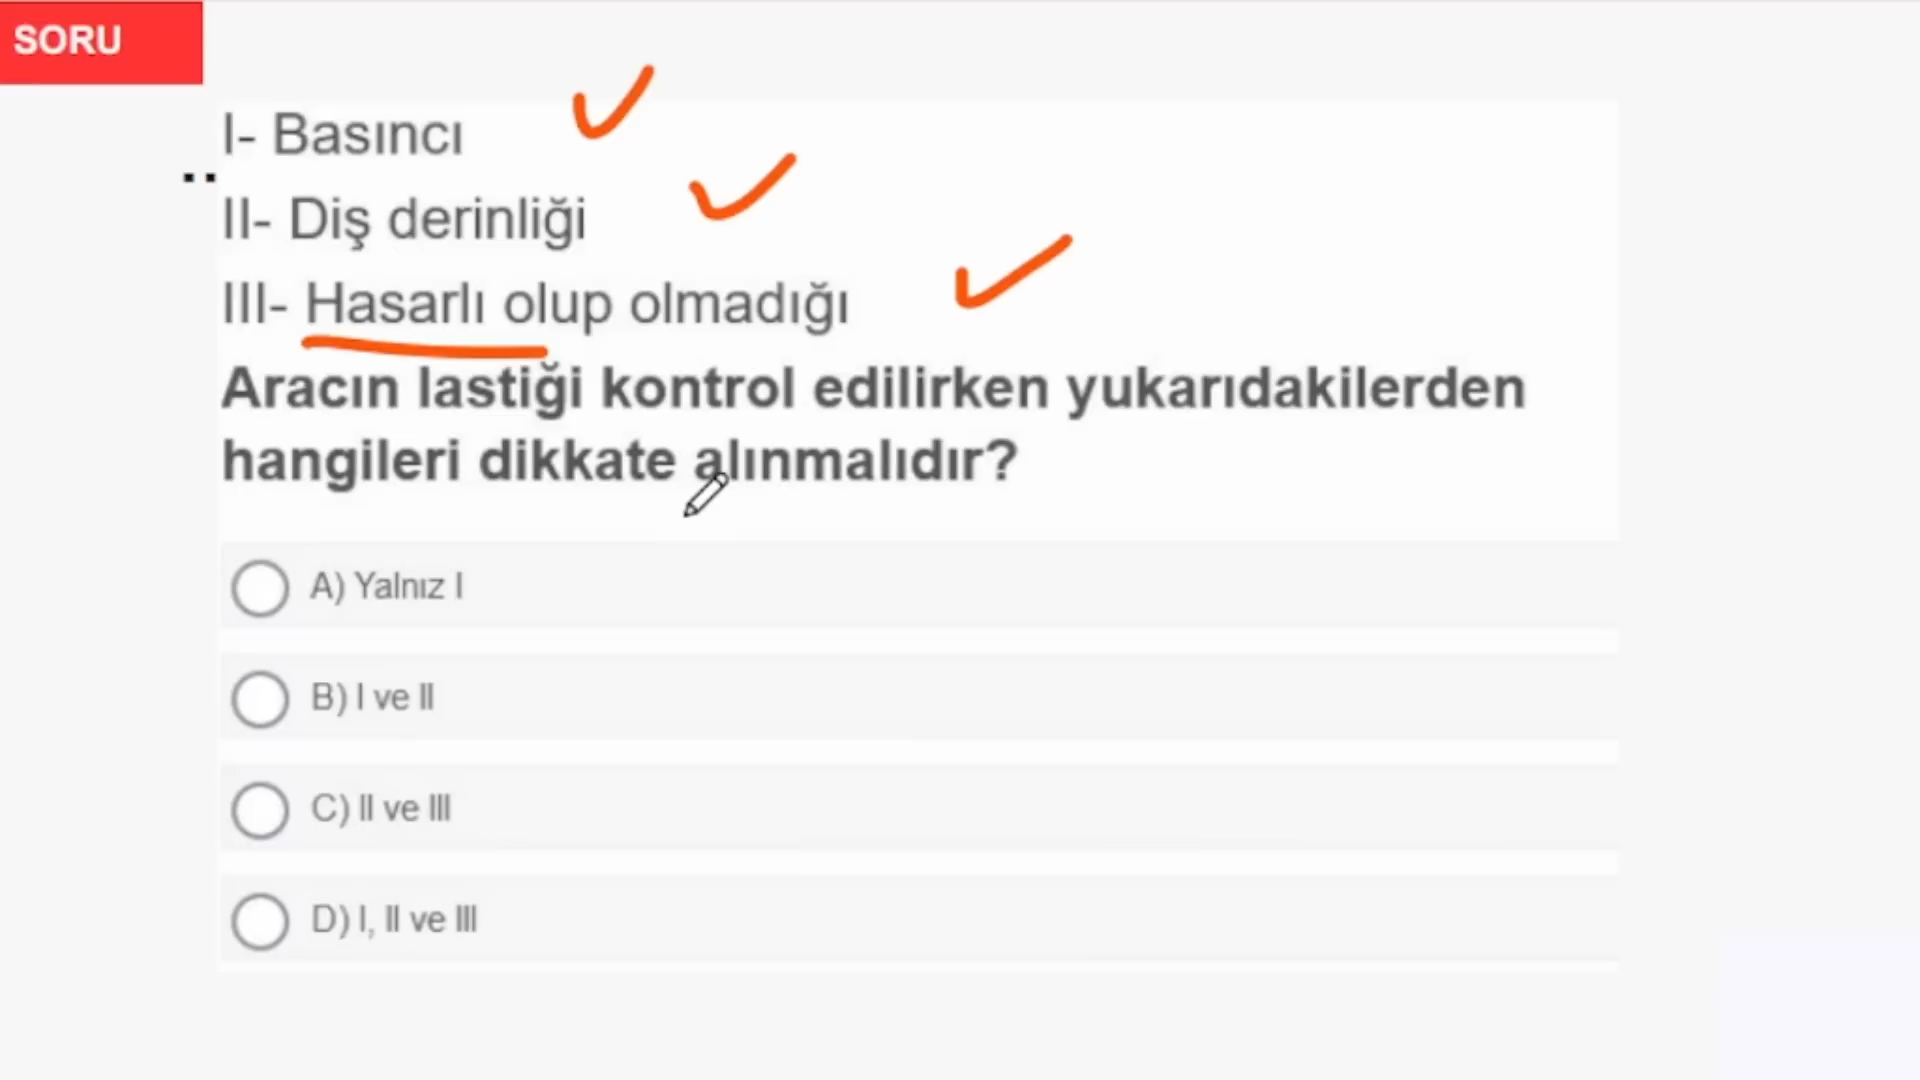 SORU
I- Basıncı
II- Diş derinliği
III- Hasarlı olup olmadığı
Aracın lastiği kontrol edilirken yukarıdakilerden
hangileri dikkate alınmalıdır?
A) Yalnız I
B) I ve II
C) II ve III
D) I, II ve III